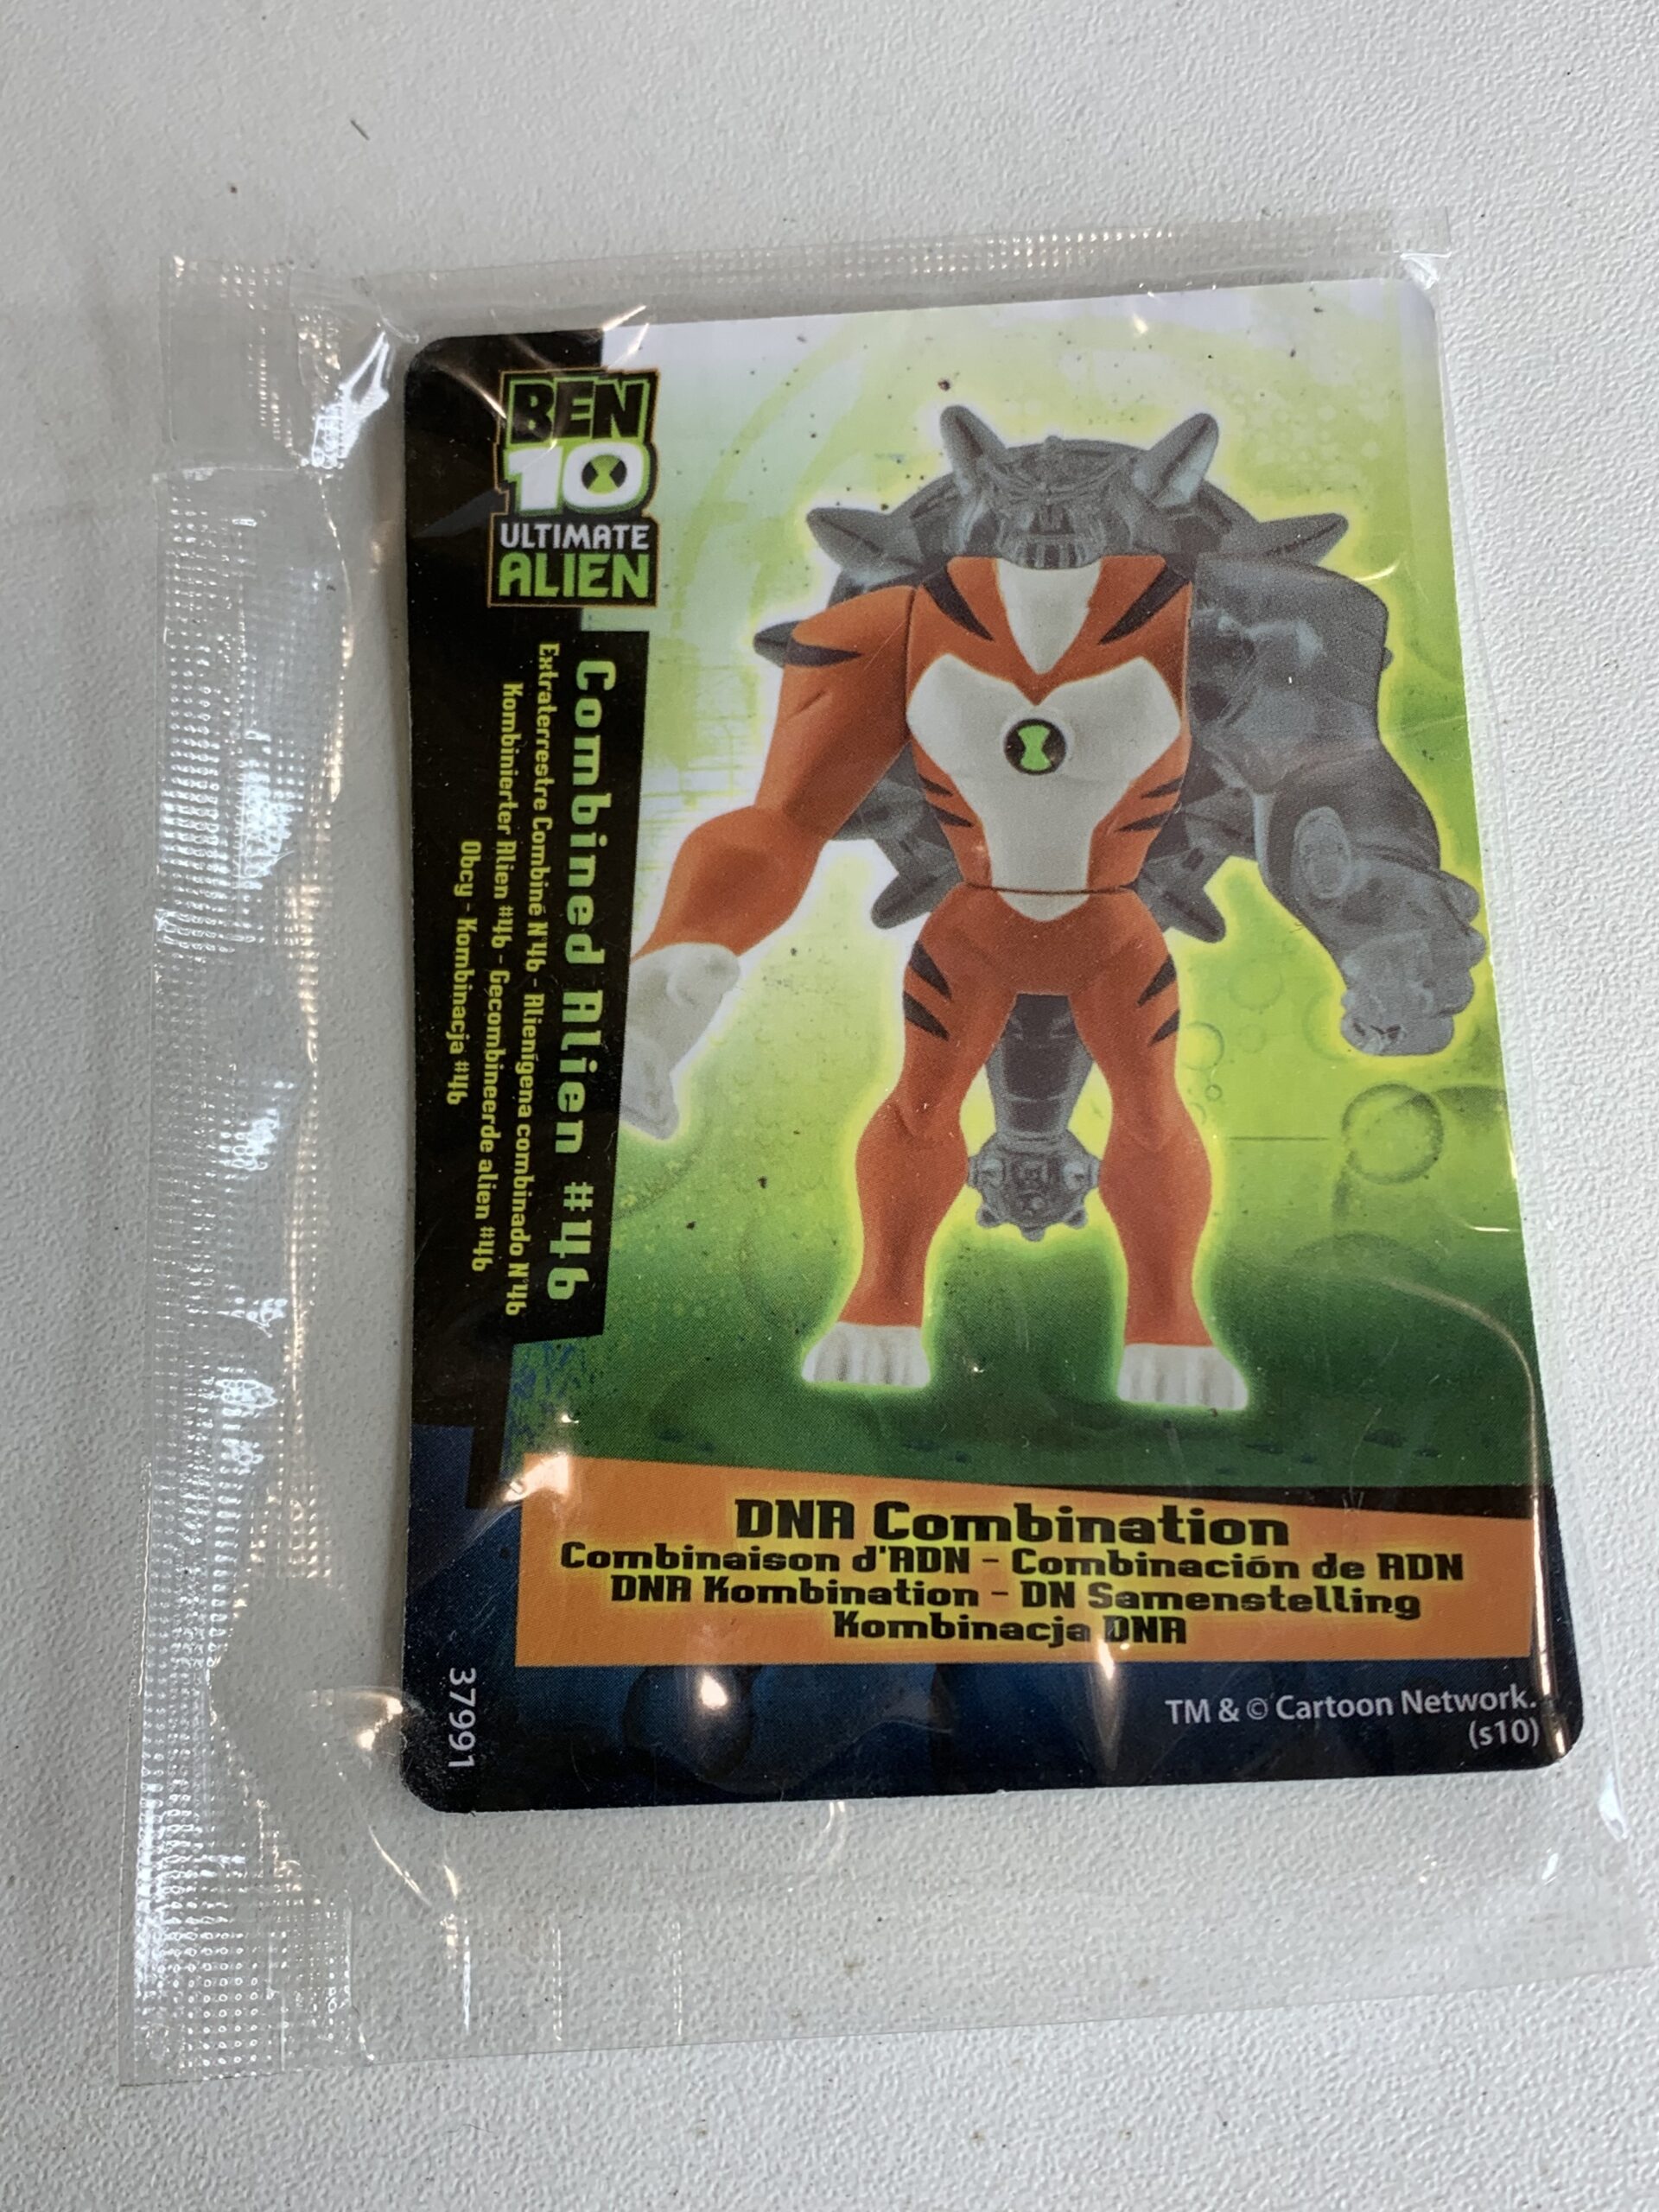 BEN
10
ULTIMATE
ALIEN
Combined Alien #46
Extraterrestre Combiné N°46 - Alienígena combinado N°46
Kombinierter Alien #46 - Gecombineerde alien #46
Obcy - Kombinacja #46
DNA Combination
Combinaison d'ADN - Combinación de ADN
DNA Kombination - DN Samenstelling
Kombinacja DNA
37991
TM & © Cartoon Network.
(s10)